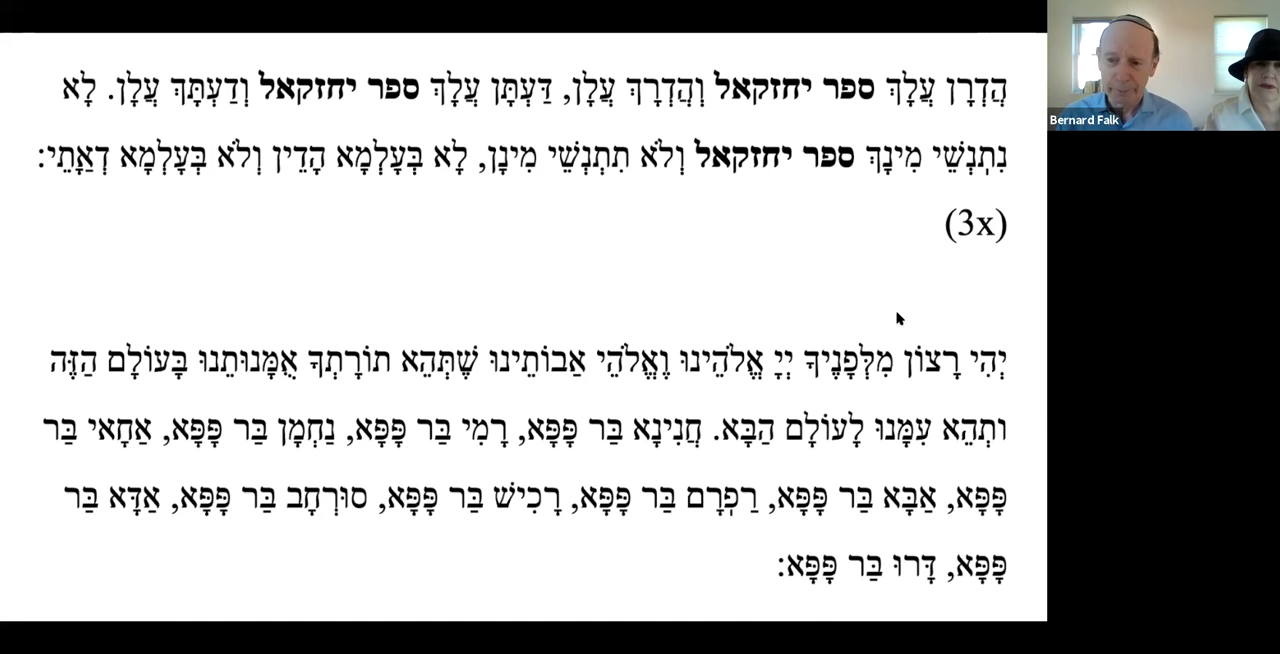 הֲדְרָן עֲלָךְ ספר יחזקאל וְהֲדְרָךְ עֲלָן, דַּעְתָּן עֲלָךְ ספר יחזקאל וְדַעְתָּךְ עֲלָן. לָא
נִתְנְשֵׁי מִינָךְ ספר יחזקאל וְלֹא תִתְנְשֵׁי מִינָן, לָא בְּעָלְמָא הָדֵין וְלֹא בְּעָלְמָא דְאַָתֵי:
(3x)
יְהִי רָצוֹן מִלְּפָנֶיךָ יְיָ אֱלֹהֵינוּ וֶאֱלֹהֵי אֲבוֹתֵינוּ שֶׁתְּהֵא תוֹרָתְךָ אֻמָּנוּתֵנוּ בָּעוֹלָם הַזֶּה
וּתְהֵא עִמָּנוּ לָעוֹלָם הַבָּא. חֲנִינָא בַּר פָּפָּא, רָמִי בַּר פָּפָּא, נַחְמָן בַּר פָּפָּא, אַחָאי בַּר
פָּפָּא, אַבָּא בַּר פָּפָּא, רַפְרָם בַּר פָּפָּא, רָכִישׁ בַּר פָּפָּא, סוּרְחָב בַּר פָּפָּא, אַדָּא בַּר
פָּפָּא, דָּרוּ בַּר פָּפָּא:
Bernard Falk